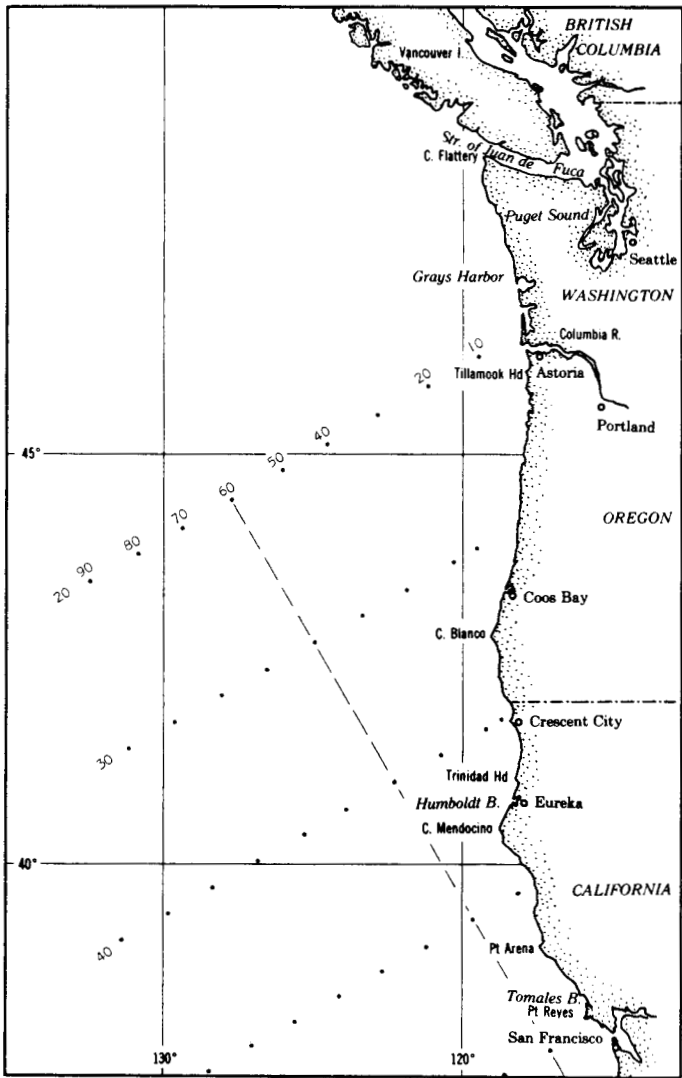 BRITISH
COLUMBIA
Vancouver I.
Str. of Juan de Fuca
C. Flattery
Puget Sound
Seattle
Grays Harbor
WASHINGTON
Columbia R.
10
Tillamook Hd
Astoria
20
Portland
40
45°
50
60
OREGON
70
80
90
20
Coos Bay
C. Blanco
Crescent City
30
Trinidad Hd
Humboldt B.
Eureka
C. Mendocino
40°
CALIFORNIA
40
Pt Arena
Tomales B.
Pt Reyes
San Francisco
130°
120°